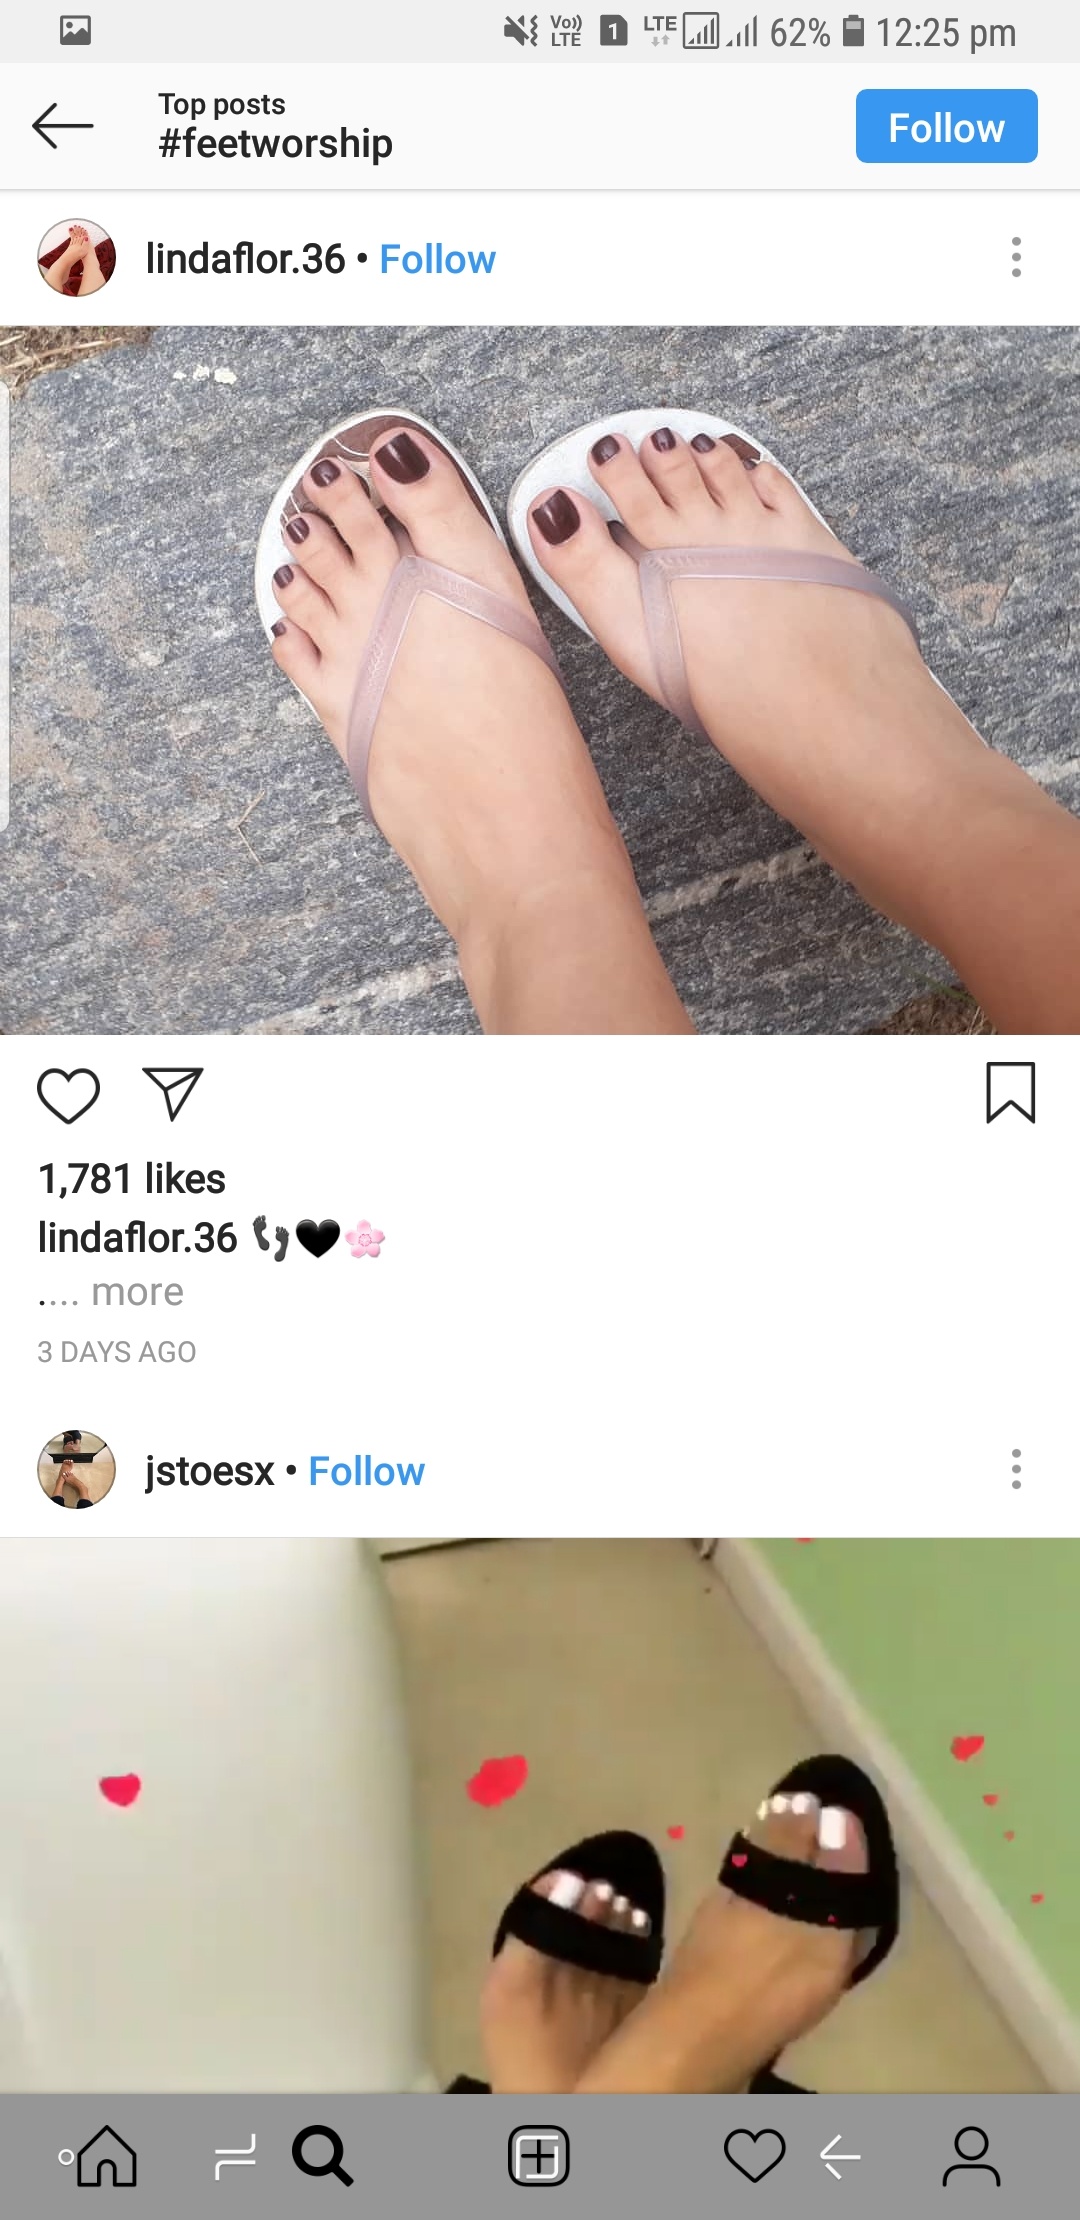 Vo)) LTE 1 LTE 62% 12:25 pm
Top posts
#feetworship
Follow
lindaflor.36 • Follow
1,781 likes
lindaflor.36 👣🖤🌸
.... more
3 DAYS AGO
jstoesx • Follow